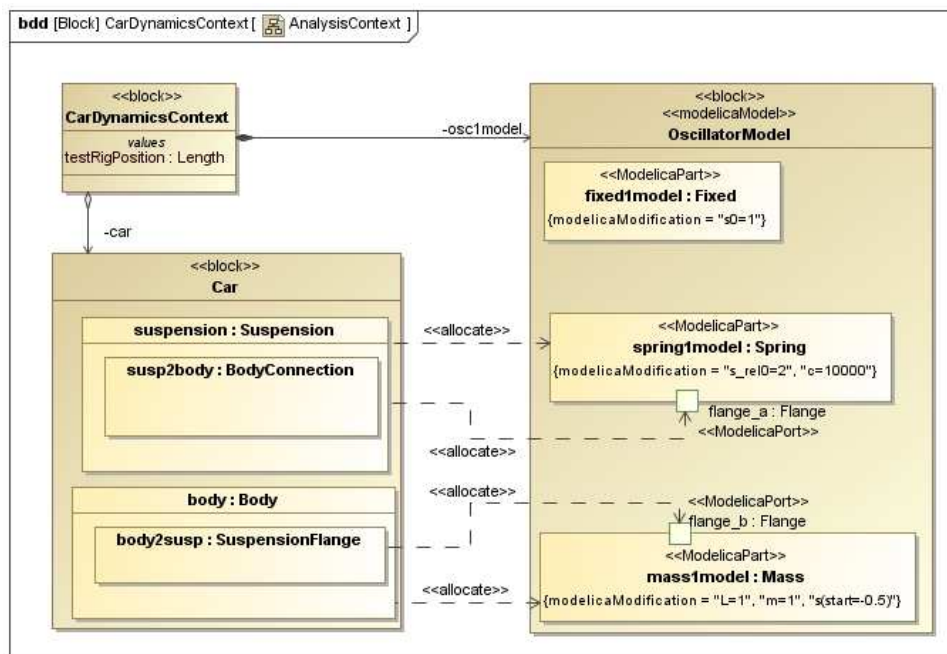 bdd [Block] CarDynamicsContext [ AnalysisContext ]
<<block>>
CarDynamicsContext
values
testRigPosition : Length
-osc1model
-car
<<block>>
<<modelicaModel>>
OscillatorModel
<<ModelicaPart>>
fixed1model : Fixed
{modelicaModification = "s0=1"}
<<block>>
Car
suspension : Suspension
susp2body : BodyConnection
<<allocate>>
<<ModelicaPart>>
spring1model : Spring
{modelicaModification = "s_rel0=2", "c=10000"}
flange_a : Flange
<<ModelicaPort>>
<<allocate>>
body : Body
body2susp : SuspensionFlange
<<allocate>>
<<ModelicaPort>>
flange_b : Flange
<<ModelicaPart>>
mass1model : Mass
{modelicaModification = "L=1", "m=1", "s(start=-0.5)"}
<<allocate>>